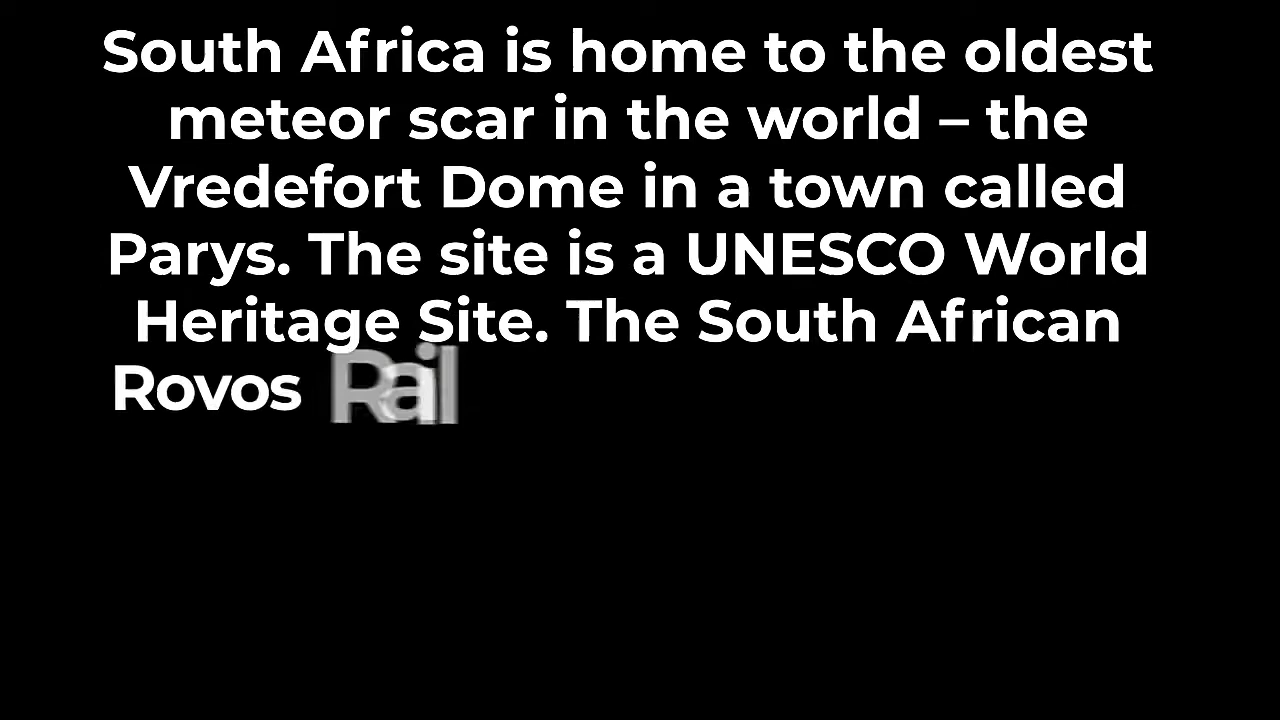 South Africa is home to the oldest
meteor scar in the world – the
Vredefort Dome in a town called
Parys. The site is a UNESCO World
Heritage Site. The South African
Rovos Rail